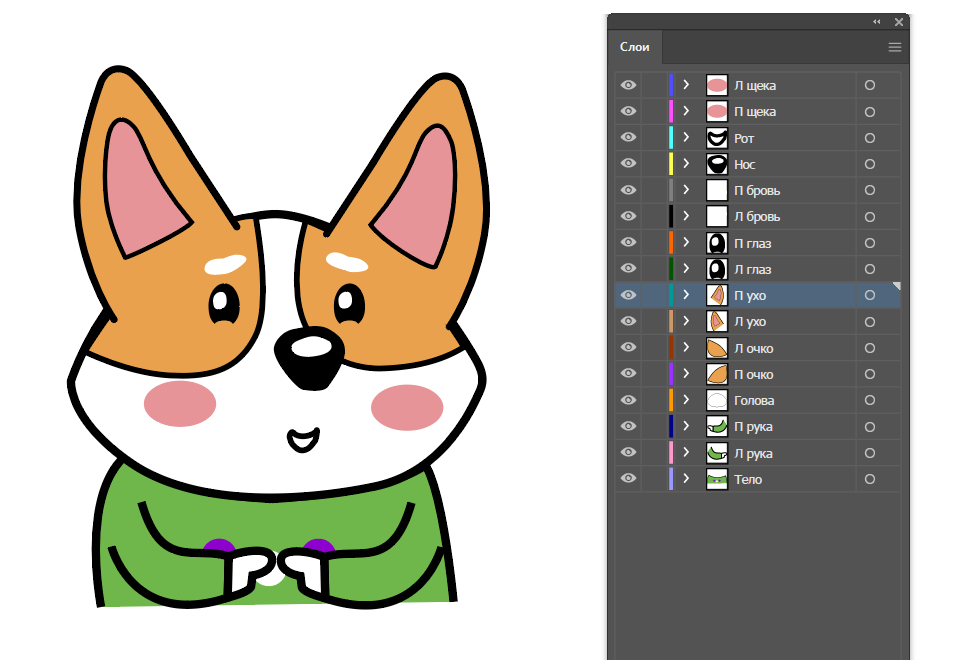 Слои
Л щека
П щека
Рот
Нос
П бровь
Л бровь
П глаз
Л глаз
П ухо
Л ухо
Л очко
П очко
Голова
П рука
Л рука
Тело